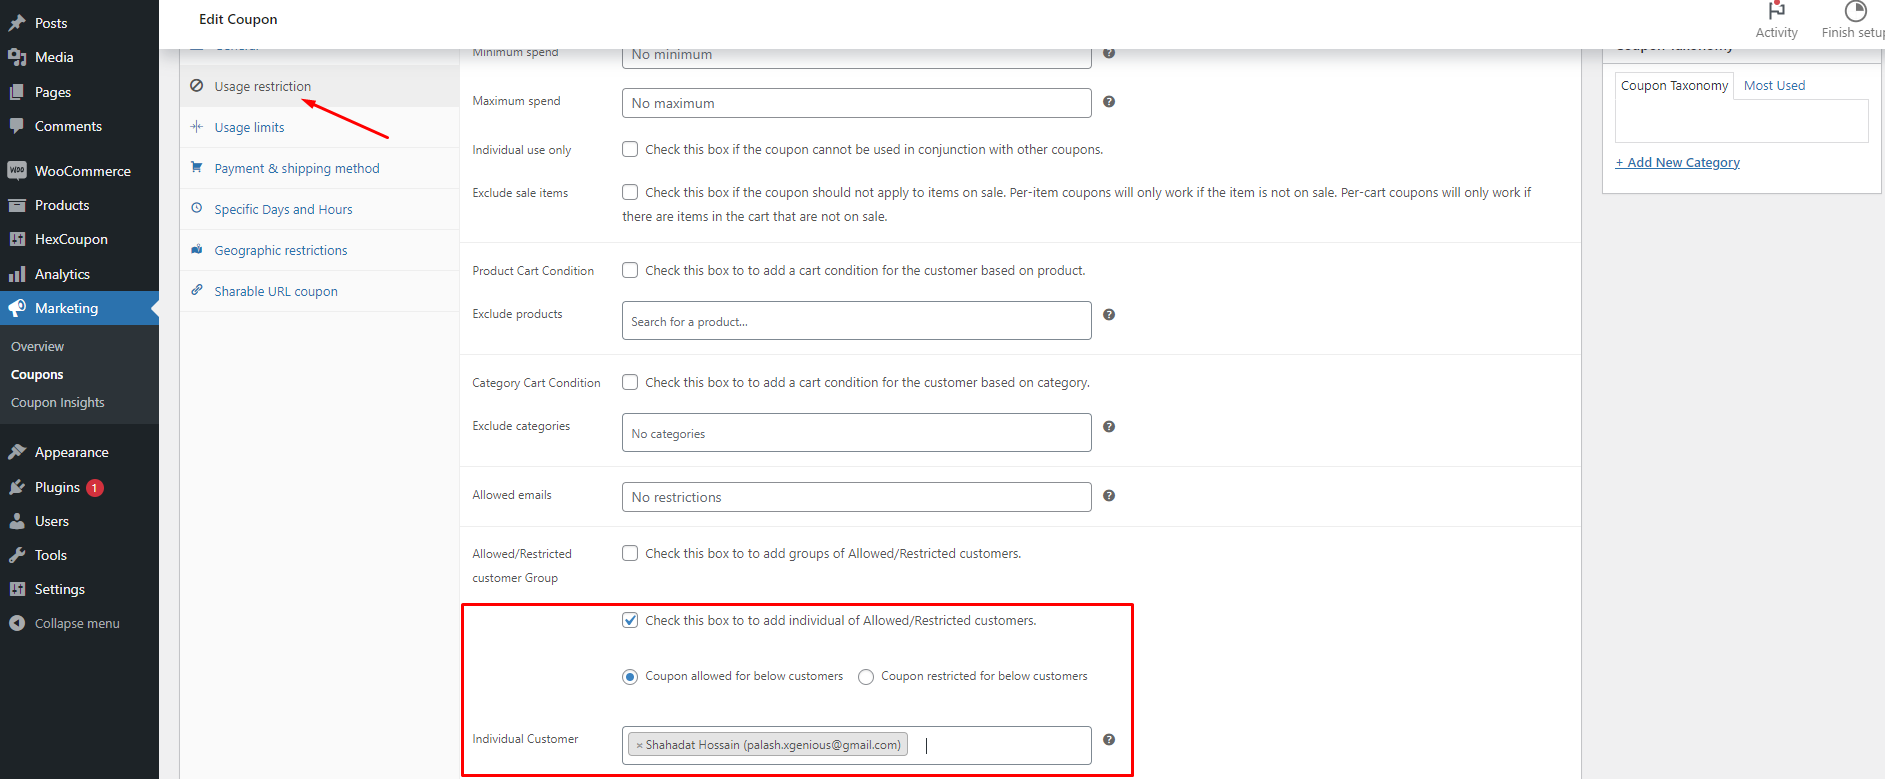 Posts
Media
Pages
Comments
WooCommerce
Products
HexCoupon
Analytics
Marketing
Overview
Coupons
Coupon Insights
Appearance
Plugins 1
Users
Tools
Settings
Collapse menu
Edit Coupon
Activity
Finish setu
General
Usage restriction
Usage limits
Payment & shipping method
Specific Days and Hours
Geographic restrictions
Sharable URL coupon
Minimum spend
No minimum
Maximum spend
No maximum
Individual use only
Check this box if the coupon cannot be used in conjunction with other coupons.
Exclude sale items
Check this box if the coupon should not apply to items on sale. Per-item coupons will only work if the item is not on sale. Per-cart coupons will only work if
there are items in the cart that are not on sale.
Product Cart Condition
Check this box to to add a cart condition for the customer based on product.
Exclude products
Search for a product...
Category Cart Condition
Check this box to to add a cart condition for the customer based on category.
Exclude categories
No categories
Allowed emails
No restrictions
Allowed/Restricted
customer Group
Check this box to to add groups of Allowed/Restricted customers.
Check this box to to add individual of Allowed/Restricted customers.
Coupon allowed for below customers
Coupon restricted for below customers
Individual Customer
× Shahadat Hossain (palash.xgenious@gmail.com)
Coupon Taxonomy
Coupon Taxonomy
Most Used
+ Add New Category